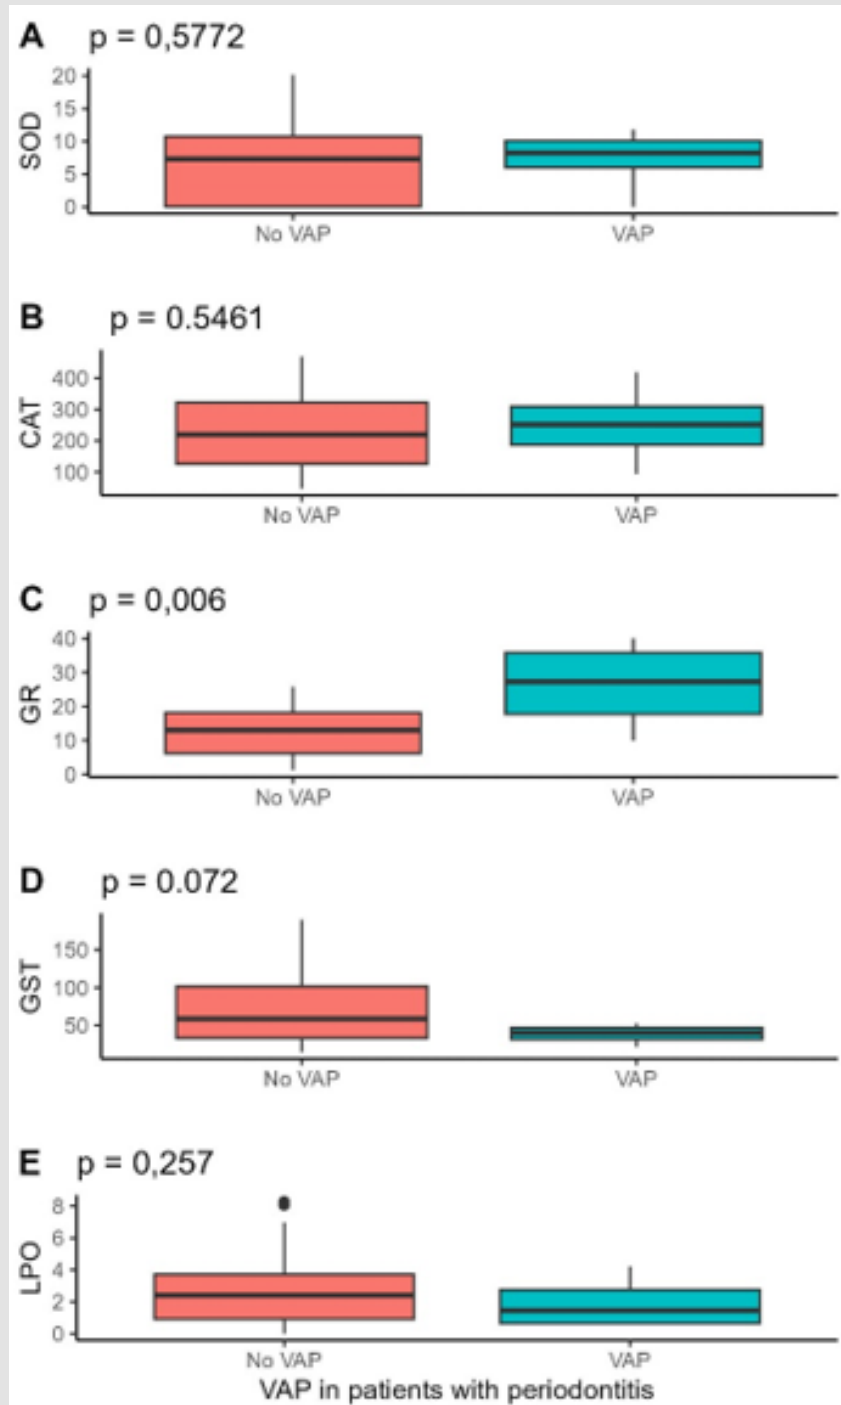 A p = 0,5772
SOD
20
15
10
5
0
No VAP VAP
B p = 0.5461
CAT
400
300
200
100
No VAP VAP
C p = 0,006
GR
40
30
20
10
0
No VAP VAP
D p = 0.072
GST
150
100
50
No VAP VAP
E p = 0,257
LPO
8
6
4
2
0
No VAP VAP
VAP in patients with periodontitis